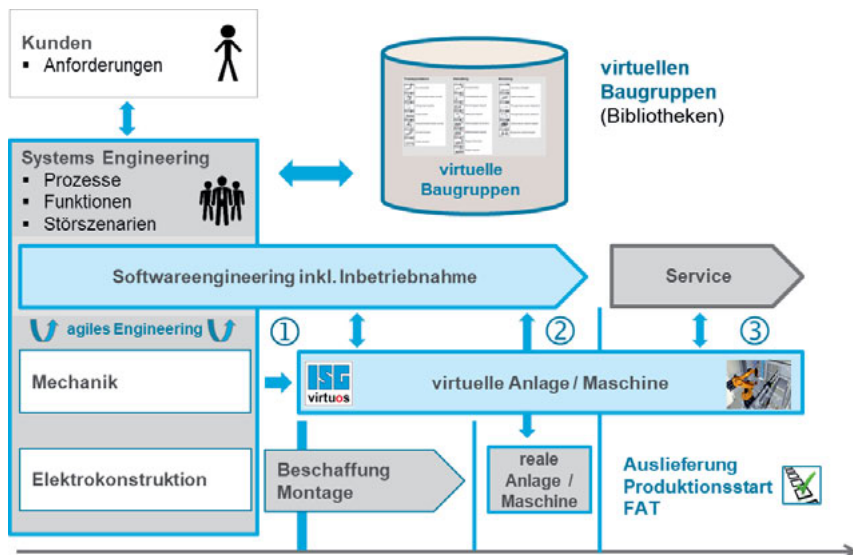 Kunden
▪ Anforderungen
virtuellen
Baugruppen
(Bibliotheken)
virtuelle
Baugruppen
Systems Engineering
▪ Prozesse
▪ Funktionen
▪ Störszenarien
Softwareengineering inkl. Inbetriebnahme
Service
agiles Engineering
①
②
③
Mechanik
ISG
virtuos
virtuelle Anlage / Maschine
Elektrokonstruktion
Beschaffung
Montage
reale
Anlage /
Maschine
Auslieferung
Produktionsstart
FAT